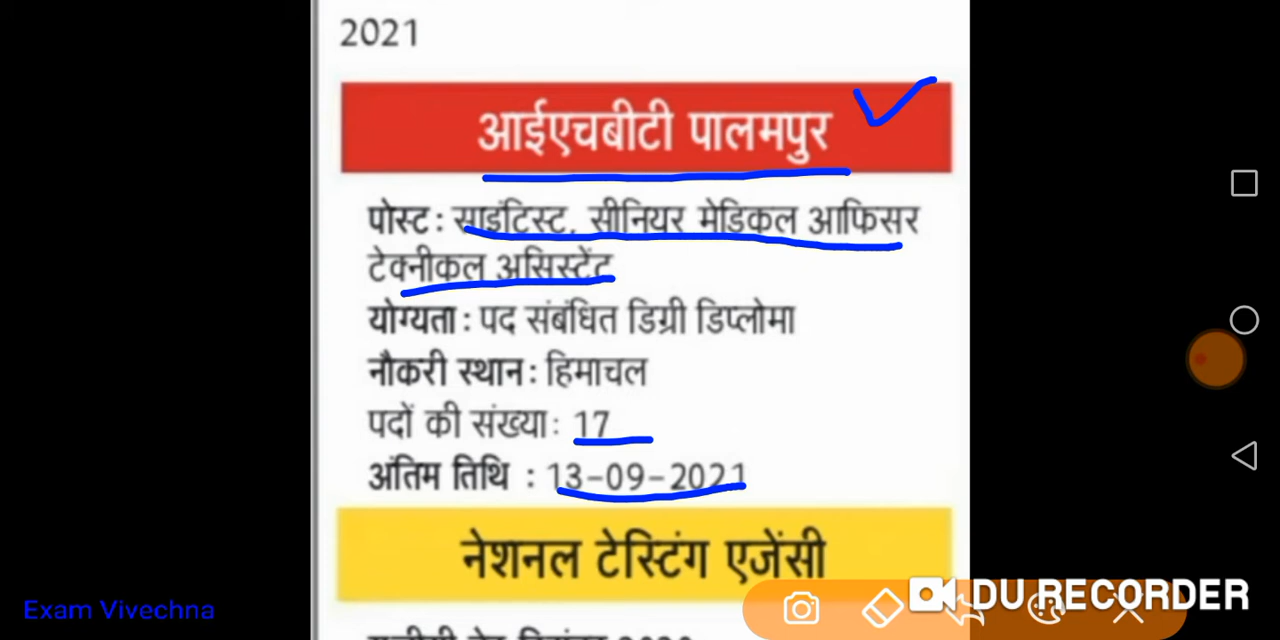 2021
आईएचबीटी पालमपुर
पोस्ट: साइंटिस्ट, सीनियर मेडिकल आफिसर
टेक्नीकल असिस्टेंट
योग्यता: पद संबंधित डिग्री डिप्लोमा
नौकरी स्थान: हिमाचल
पदों की संख्या: 17
अंतिम तिथि : 13-09-2021
नेशनल टेस्टिंग एजेंसी
Exam Vivechna
DU RECORDER